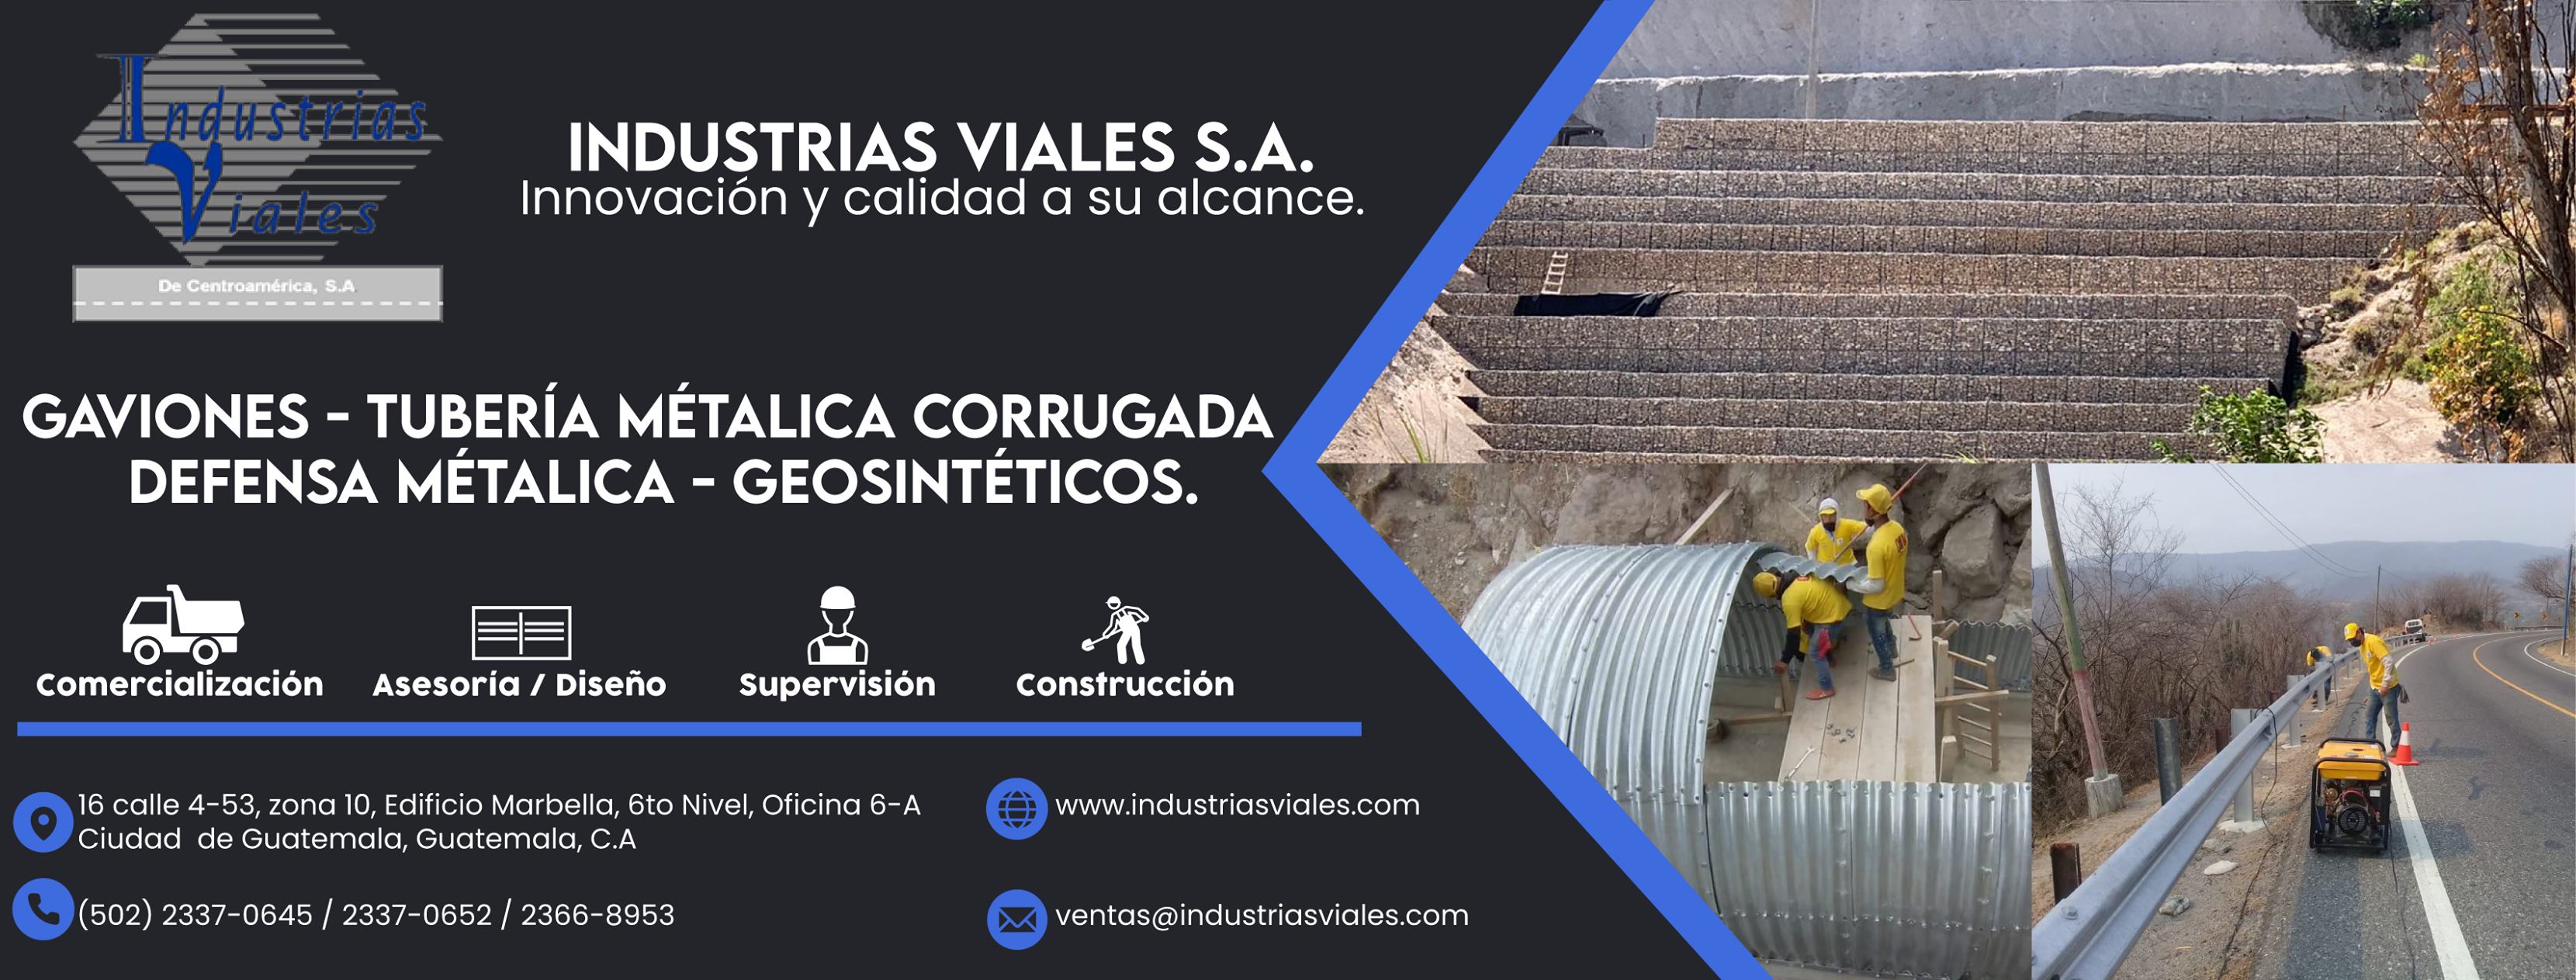 Industrias
Viales
De Centroamérica, S.A
INDUSTRIAS VIALES S.A.
Innovación y calidad a su alcance.
GAVIONES - TUBERÍA MÉTALICA CORRUGADA
DEFENSA MÉTALICA - GEOSINTÉTICOS.
Comercialización
Asesoría / Diseño
Supervisión
Construcción
16 calle 4-53, zona 10, Edificio Marbella, 6to Nivel, Oficina 6-A
Ciudad de Guatemala, Guatemala, C.A
(502) 2337-0645 / 2337-0652 / 2366-8953
www.industriasviales.com
ventas@industriasviales.com